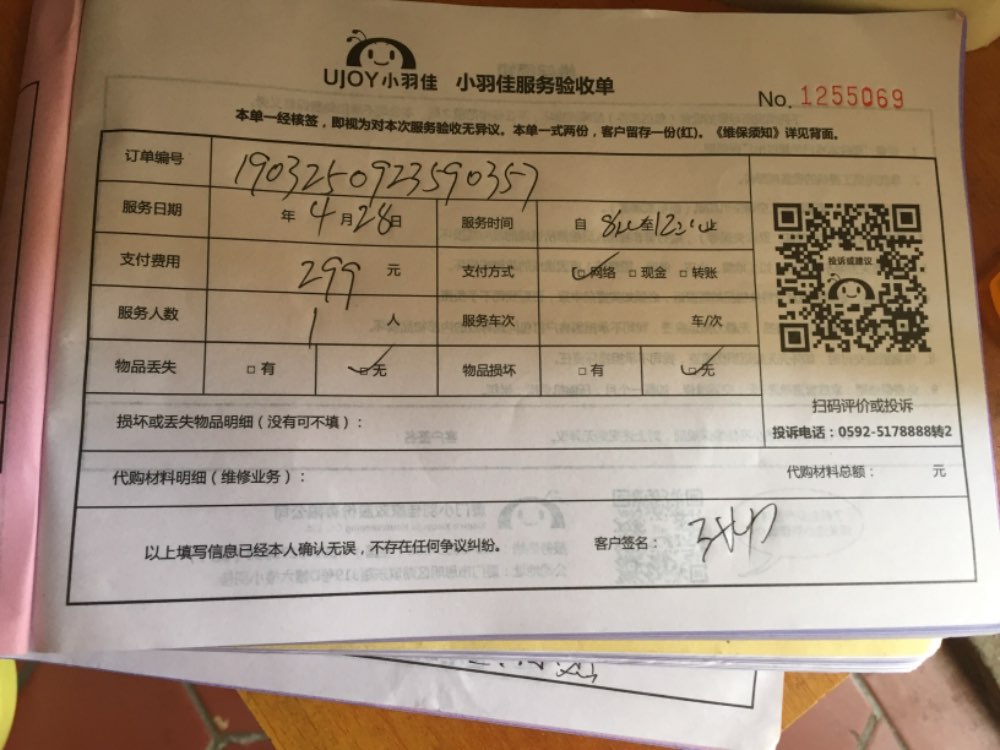 UJOY小羽佳 小羽佳服务验收单
No. 1255069
本单一经核签，即视为对本次服务验收无异议。本单一式两份，客户留存一份(红)。《维保须知》详见背面。
订单编号 1903250923590357
服务日期 年 4 月 28 日 服务时间 自 至
支付费用 299 元 支付方式 □网络 □现金 □转账
服务人数 1 人 服务车次 车/次
物品丢失 □有 □无 物品损坏 □有 □无
投诉或建议
扫码评价或投诉
投诉电话：0592-5178888转2
损坏或丢失物品明细（没有可不填）：
代购材料明细（维修业务）： 代购材料总额： 元
以上填写信息已经本人确认无误，不存在任何争议纠纷。 客户签名：